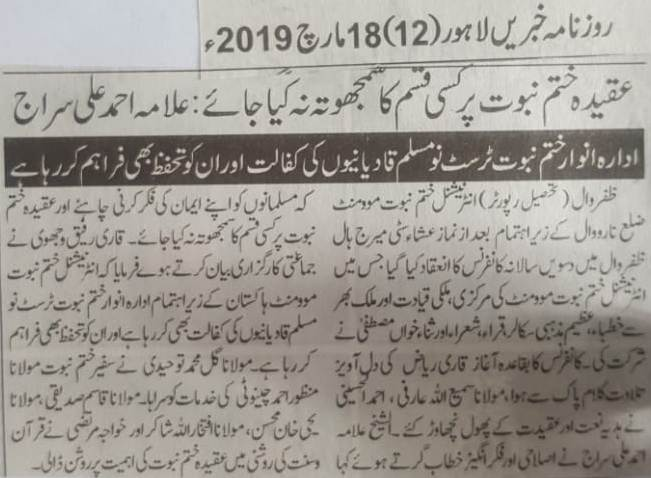 روزنامہ خبریں لاہور (12) 18 مارچ 2019ء
عقیدہ ختم نبوت پر کسی قسم کا سمجھوتہ نہ کیا جائے: علامہ احمد علی سراج
ادارہ انوار ختم نبوت ٹرسٹ نو مسلم قادیانیوں کی کفالت اور ان کو تحفظ بھی فراہم کر رہا ہے
ظفروال (تحصیل رپورٹر) انٹرنیشنل ختم نبوت موومنٹ
ضلع نارووال کے زیر اہتمام بعد از نماز عشاء سٹی میرج ہال
ظفروال میں دسویں سالانہ کانفرنس کا انعقاد کیا گیا جس میں
انٹرنیشنل ختم نبوت موومنٹ کی مرکزی، ملکی قیادت اور ملک بھر
سے خطباء، عظیم مذہبی سکالر، قراء، شعراء اور ثناء خواں مصطفیٰ نے
شرکت کی۔ کانفرنس کا باقاعدہ آغاز قاری ریاض کی دل آویز
تلاوت کلام پاک سے ہوا، مولانا سمیع اللہ عارفی، احمد الحسینی
نے ہدیہ نعت اور عقیدت کے پھول نچھاور کئے۔ الشیخ علامہ
احمد علی سراج نے اصلاحی اور فکر انگیز خطاب کرتے ہوئے کہا
کہ مسلمانوں کو اپنے ایمان کی فکر کرنی چاہئے اور عقیدہ ختم
نبوت پر کسی قسم کا سمجھوتہ نہ کیا جائے۔ قاری رفیق وجھوی نے
جماعتی کارگزاری بیان کرتے ہوئے فرمایا کہ انٹرنیشنل ختم نبوت
موومنٹ پاکستان کے زیر اہتمام ادارہ انوار ختم نبوت ٹرسٹ نو
مسلم قادیانیوں کی کفالت بھی کر رہا ہے اور ان کو تحفظ بھی فراہم
کر رہا ہے۔ مولانا گل محمد توحیدی نے سفیر ختم نبوت مولانا
منظور احمد چنیوٹی کی خدمات کو سراہا۔ مولانا قاسم صدیقی، مولانا
یحیٰ خان محسن، مولانا افتخار اللہ شاکر اور خواجہ مرتضیٰ نے قرآن
وسنت کی روشنی میں عقیدہ ختم نبوت کی اہمیت پر روشن ڈالی۔